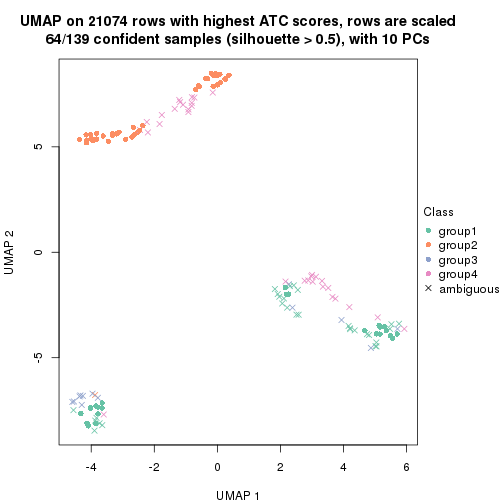 UMAP on 21074 rows with highest ATC scores, rows are scaled
64/139 confident samples (silhouette > 0.5), with 10 PCs
5
0
-5
UMAP 2
-4
-2
0
2
4
6
UMAP 1
Class
group1
group2
group3
group4
ambiguous